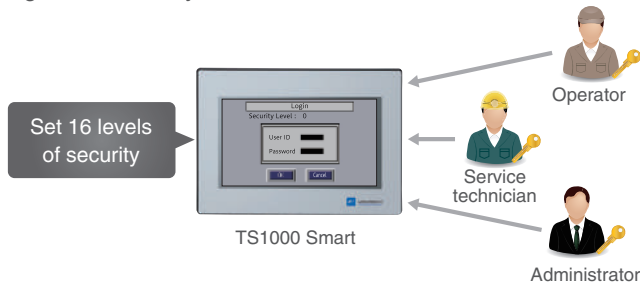 Set 16 levels
of security
Login
Security Level : 0
User ID
Password
OK
Cancel
TS1000 Smart
Operator
Service
technician
Administrator